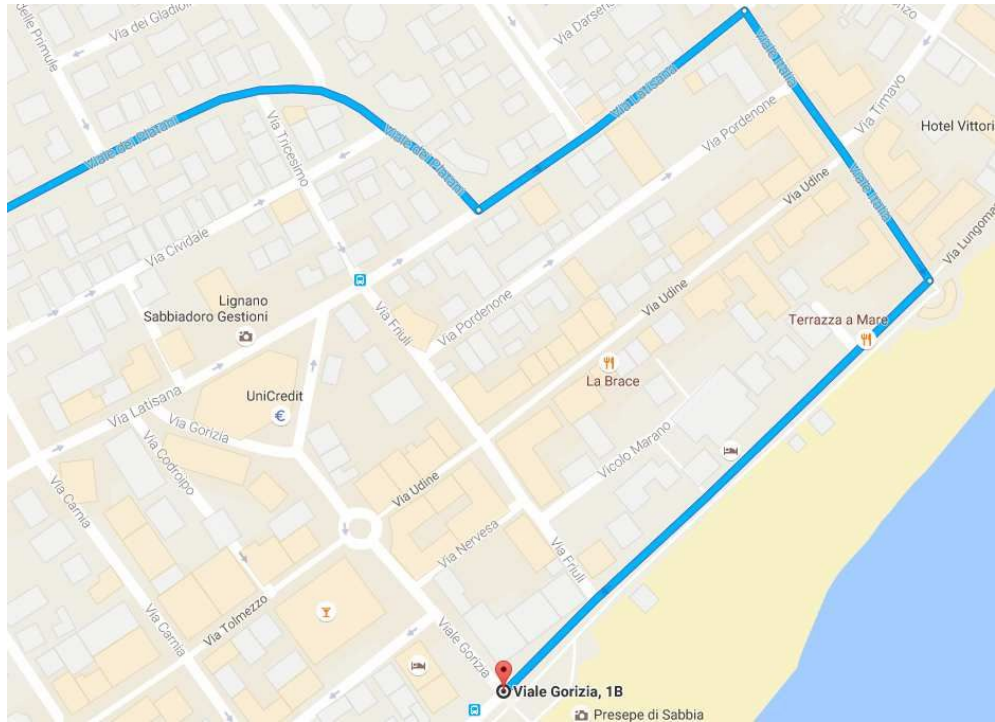 delle Primule
Via dei Gladioli
Via Darsena
Viale Italia
Via Timavo
Hotel Vittori
Via Latisana
Via Pordenone
Viale dei Platani
Viale dei Platani
Via Tricesimo
Via Udine
Viale Italia
Via Lungomar
Via Cividale
Lignano
Sabbiadoro Gestioni
Via Friuli
Via Pordenone
Via Udine
Terrazza a Mare
La Brace
UniCredit
€
Via Latisana
Via Gorizia
Vicolo Marano
Via Codroipo
Via Udine
Via Carnia
Via Nervesa
Via Friuli
Via Tolmezzo
Via Carnia
Viale Gorizia
Viale Gorizia, 1B
Presepe di Sabbia